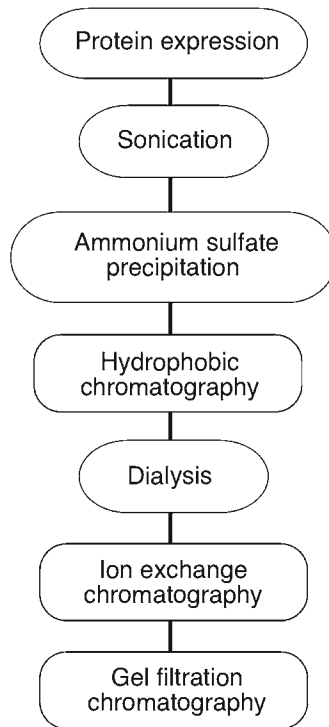 Protein expression
Sonication
Ammonium sulfate
precipitation
Hydrophobic
chromatography
Dialysis
Ion exchange
chromatography
Gel filtration
chromatography